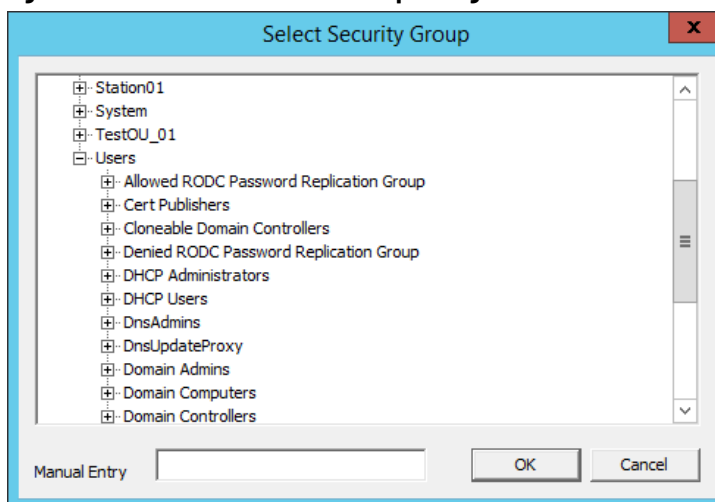 Select Security Group
x
Station01
System
TestOU_01
Users
Allowed RODC Password Replication Group
Cert Publishers
Cloneable Domain Controllers
Denied RODC Password Replication Group
DHCP Administrators
DHCP Users
DnsAdmins
DnsUpdateProxy
Domain Admins
Domain Computers
Domain Controllers
Manual Entry OK Cancel